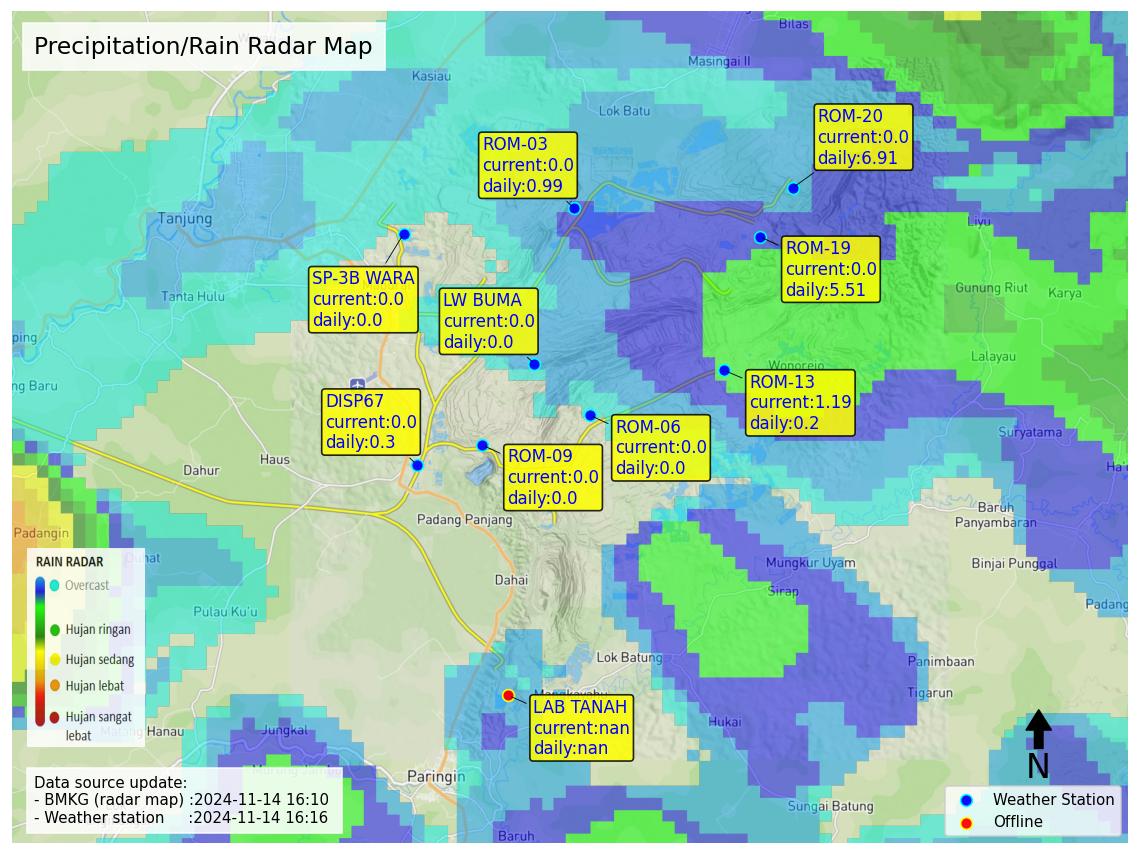 Precipitation/Rain Radar Map
Bilas
Masingai II
Kasiau
Lok Batu
ROM-20
current:0.0
daily:6.91
ROM-03
current:0.0
daily:0.99
Tanjung
Liyu
ROM-19
current:0.0
daily:5.51
SP-3B WARA
current:0.0
daily:0.0
Tanta Hulu
LW BUMA
current:0.0
daily:0.0
Gunung Riut
Karya
ping
Lalayau
Wonorejo
ng Baru
ROM-13
current:1.19
daily:0.2
DISP67
current:0.0
daily:0.3
ROM-06
current:0.0
daily:0.0
Suryatama
ROM-09
current:0.0
daily:0.0
Haus
Dahur
Ha
Baruh
Panyambaran
Padang Panjang
Padangin
RAIN RADAR
Overcast
Hujan ringan
Hujan sedang
Hujan lebat
Hujan sangat
lebat
Mungkur Uyam
Binjai Punggal
Dahai
Sirap
Padang
Pulau Ku'u
Lok Batung
Panimbaan
Tigarun
LAB TANAH
current:nan
daily:nan
Hukai
Jungkal
Hanau
N
Paringin
Data source update:
- BMKG (radar map) :2024-11-14 16:10
- Weather station :2024-11-14 16:16
Sungai Batung
Weather Station
Offline
Baruh